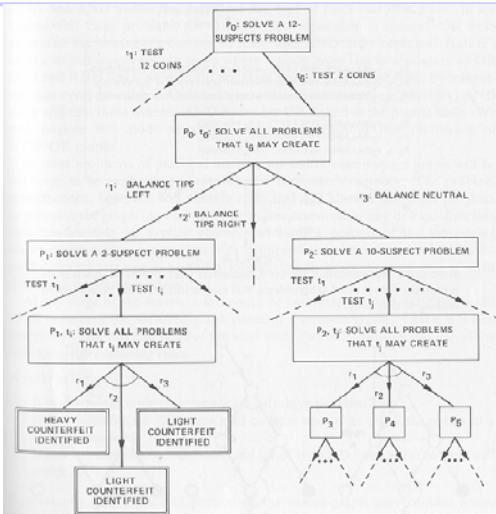 P0: SOLVE A 12-
SUSPECTS PROBLEM
t1: TEST
12 COINS
t6: TEST 2 COINS
P0, t6: SOLVE ALL PROBLEMS
THAT t6 MAY CREATE
r1: BALANCE TIPS
LEFT
r2: BALANCE
TIPS RIGHT
r3: BALANCE NEUTRAL
P1: SOLVE A 2-SUSPECT PROBLEM
P2: SOLVE A 10-SUSPECT PROBLEM
TEST t1
TEST ti
TEST t1
TEST tj
P1, ti: SOLVE ALL PROBLEMS
THAT ti MAY CREATE
P2, tj: SOLVE ALL PROBLEMS
THAT tj MAY CREATE
r1
r2
r3
r1
r2
r3
HEAVY
COUNTERFEIT
IDENTIFIED
LIGHT
COUNTERFEIT
IDENTIFIED
P3
P4
P5
LIGHT
COUNTERFEIT
IDENTIFIED